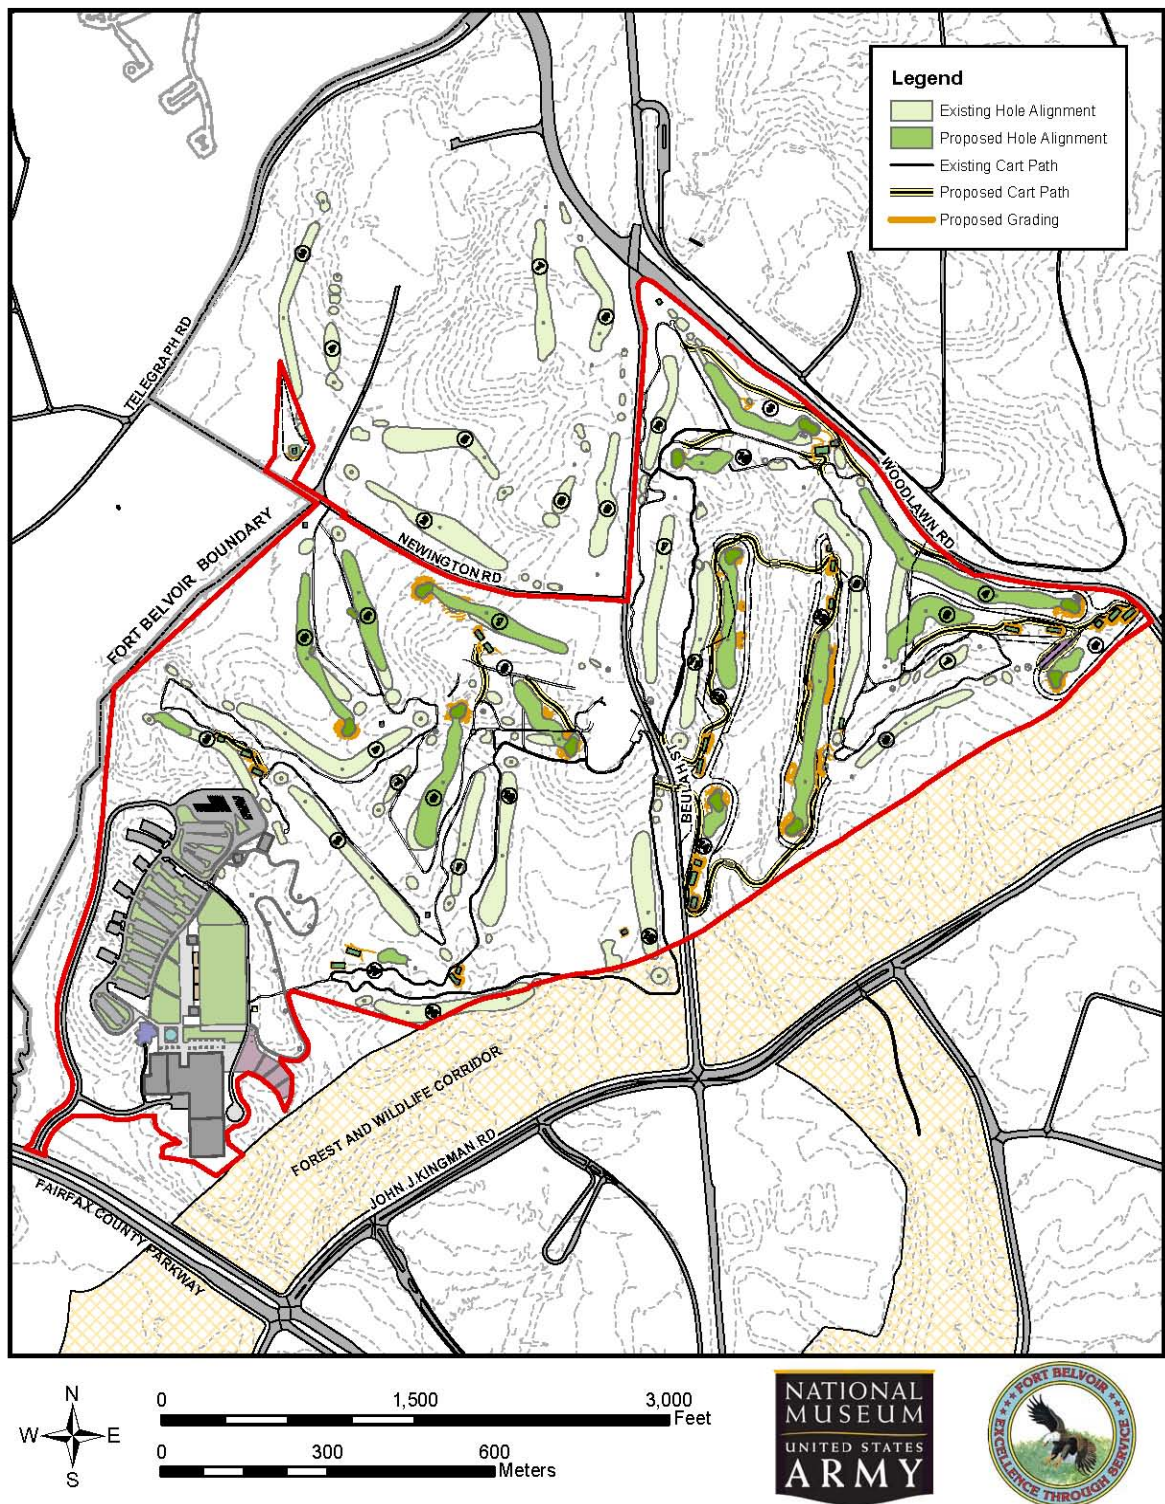 Legend
Existing Hole Alignment
Proposed Hole Alignment
Existing Cart Path
Proposed Cart Path
Proposed Grading
TELEGRAPH RD
WOODLAWN RD
NEWINGTON RD
FORT BELVOIR BOUNDARY
BEULAH ST
FOREST AND WILDLIFE CORRIDOR
JOHN J. KINGMAN RD
FAIRFAX COUNTY PARKWAY
N
W E
S
0 1,500 3,000
Feet
0 300 600
Meters
NATIONAL
MUSEUM
UNITED STATES
ARMY
FORT BELVOIR
EXCELLENCE THROUGH SERVICE